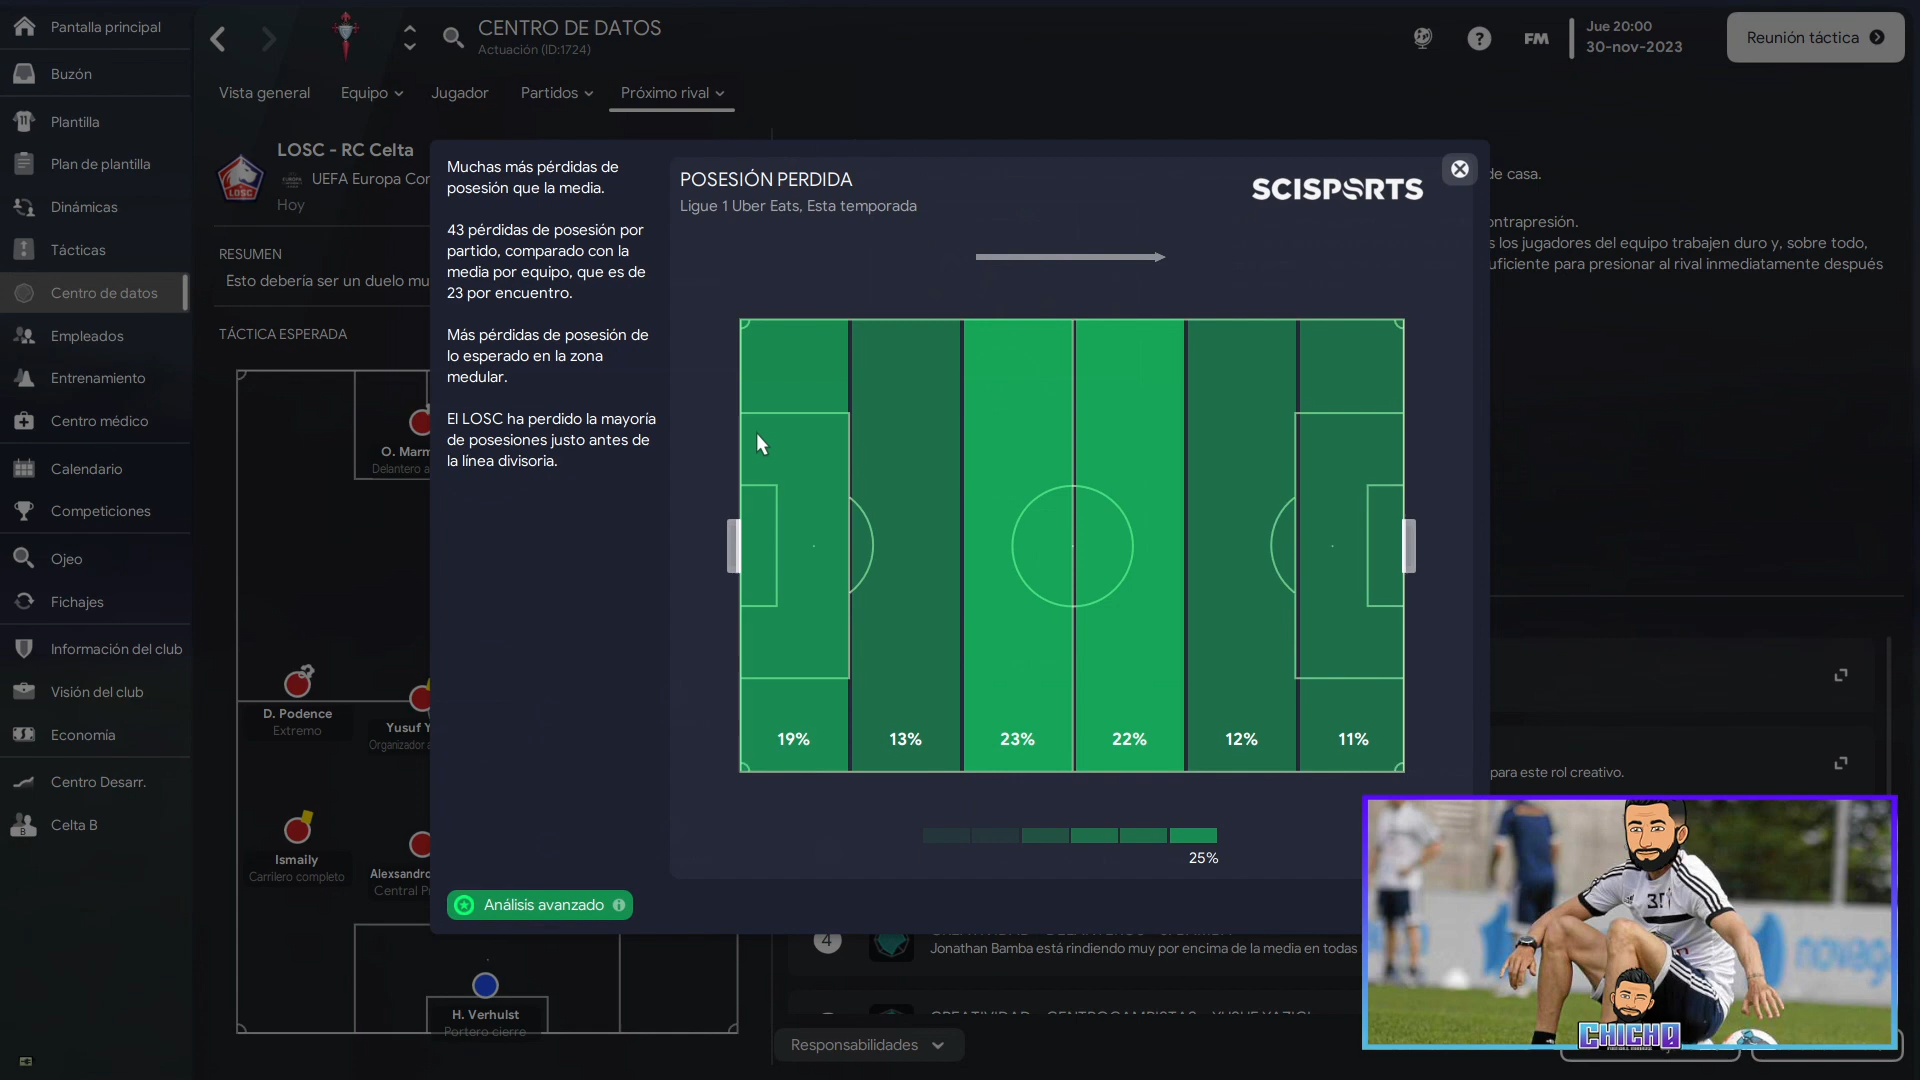 Pantalla principal
Buzón
Plantilla
Plan de plantilla
Dinámicas
Tácticas
Centro de datos
Empleados
Entrenamiento
Centro médico
Calendario
Competiciones
Ojeo
Fichajes
Información del club
Visión del club
Economía
Centro Desarr.
Celta B
CENTRO DE DATOS
Actuación (ID:1724)
FM
Jue 20:00
30-nov-2023
Reunión táctica
Vista general
Equipo
Jugador
Partidos
Próximo rival
LOSC - RC Celta
UEFA Europa Con
Hoy
RESUMEN
Esto debería ser un duelo mu
TÁCTICA ESPERADA
O. Marm
Delantero a
D. Podence
Extremo
Yusuf Y
Organizador a
Ismaily
Carrilero completo
Alexsandro
Central Pr
H. Verhulst
Portero cierre
Muchas más pérdidas de
posesión que la media.
43 pérdidas de posesión por
partido, comparado con la
media por equipo, que es de
23 por encuentro.
Más pérdidas de posesión de
lo esperado en la zona
medular.
El LOSC ha perdido la mayoría
de posesiones justo antes de
la línea divisoria.
Análisis avanzado
POSESIÓN PERDIDA
Ligue 1 Uber Eats, Esta temporada
SCISPORTS
19%
13%
23%
22%
12%
11%
25%
de casa.
ontrapresión.
s los jugadores del equipo trabajen duro y, sobre todo,
uficiente para presionar al rival inmediatamente después
para este rol creativo.
4
Jonathan Bamba está rindiendo muy por encima de la media en todas
Responsabilidades
CHICH0